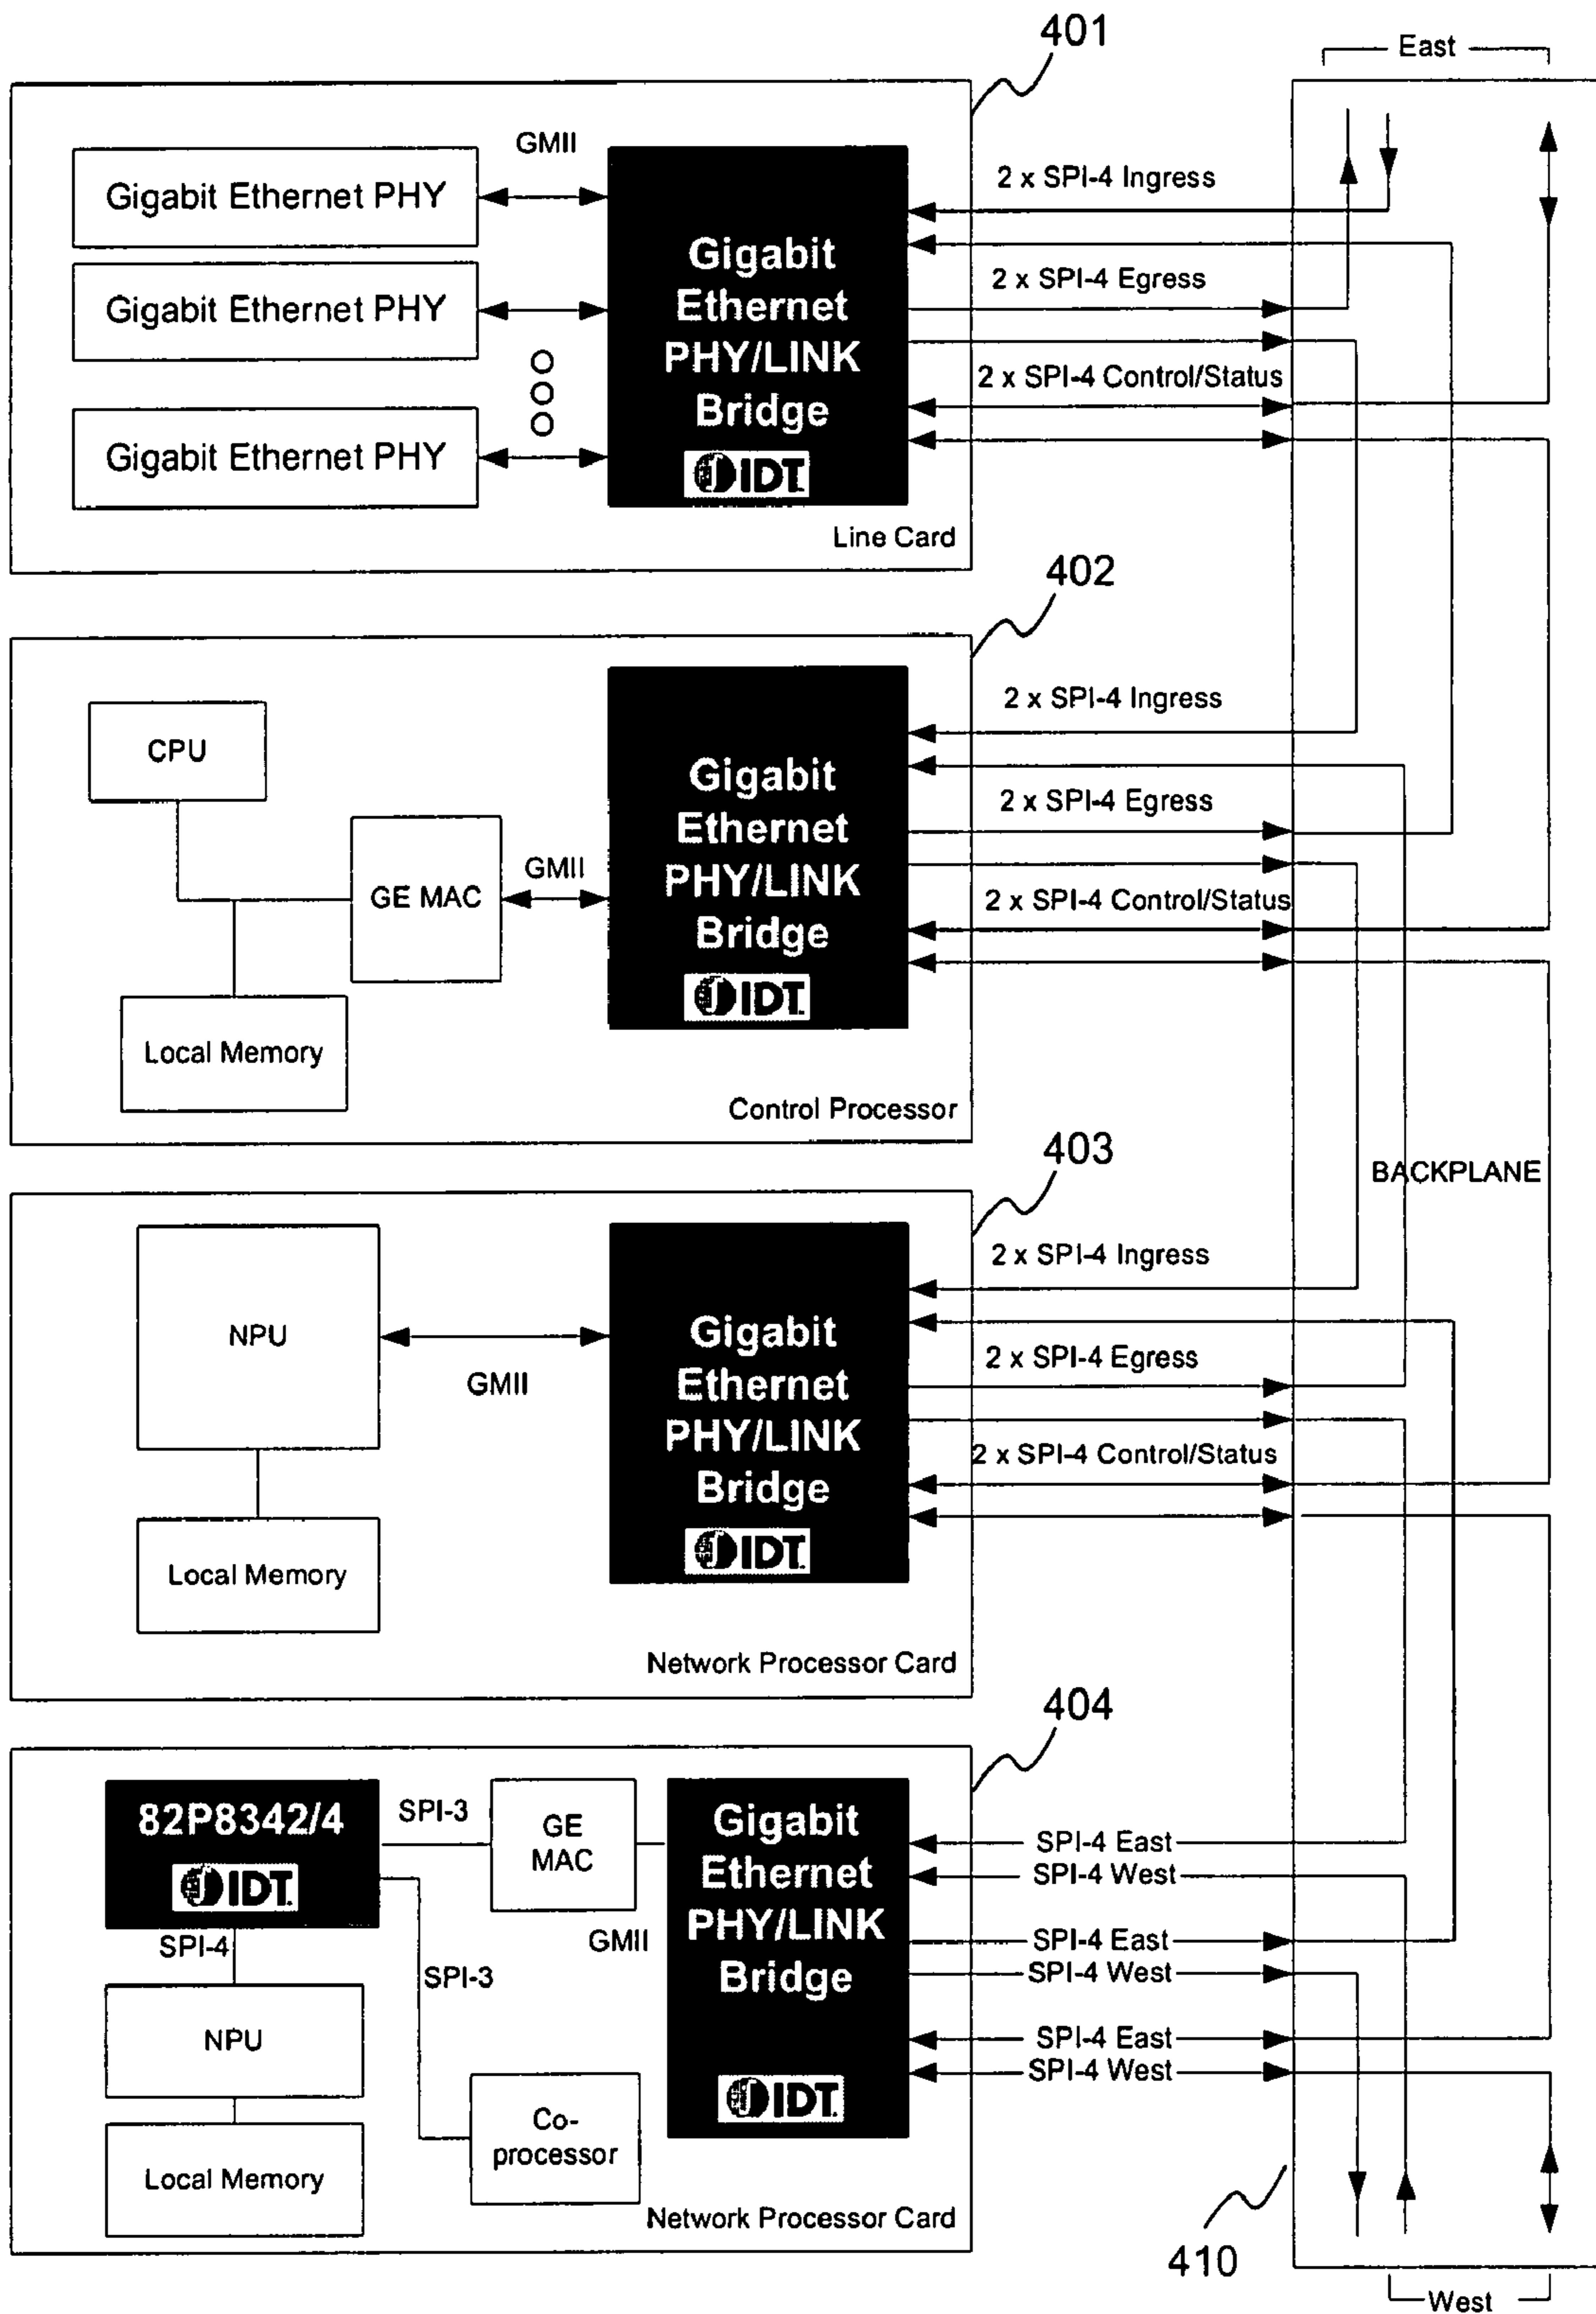 401
East
GMII
Gigabit Ethernet PHY
2 x SPI-4 Ingress
Gigabit
Ethernet
PHY/LINK
Bridge
IDT
Gigabit Ethernet PHY
2 x SPI-4 Egress
2 x SPI-4 Control/Status
Gigabit Ethernet PHY
Line Card
402
2 x SPI-4 Ingress
CPU
Gigabit
Ethernet
PHY/LINK
Bridge
IDT
2 x SPI-4 Egress
GE MAC
GMII
2 x SPI-4 Control/Status
Local Memory
Control Processor
403
BACKPLANE
2 x SPI-4 Ingress
NPU
GMII
Gigabit
Ethernet
PHY/LINK
Bridge
IDT
2 x SPI-4 Egress
2 x SPI-4 Control/Status
Local Memory
Network Processor Card
404
82P8342/4
IDT
SPI-3
GE
MAC
Gigabit
Ethernet
PHY/LINK
Bridge
IDT
SPI-4 East
SPI-4 West
GMII
SPI-4 East
SPI-4 West
SPI-4
SPI-3
NPU
SPI-4 East
SPI-4 West
Co-
processor
Local Memory
Network Processor Card
410
West